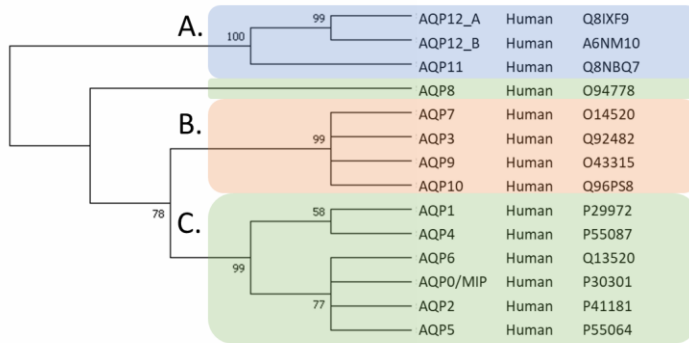 A.
99
100
AQP12_A Human Q8IXF9
AQP12_B Human A6NM10
AQP11 Human Q8NBQ7
AQP8 Human O94778
B.
99
AQP7 Human O14520
AQP3 Human Q92482
AQP9 Human O43315
AQP10 Human Q96PS8
78
C.
58
99
77
AQP1 Human P29972
AQP4 Human P55087
AQP6 Human Q13520
AQP0/MIP Human P30301
AQP2 Human P41181
AQP5 Human P55064